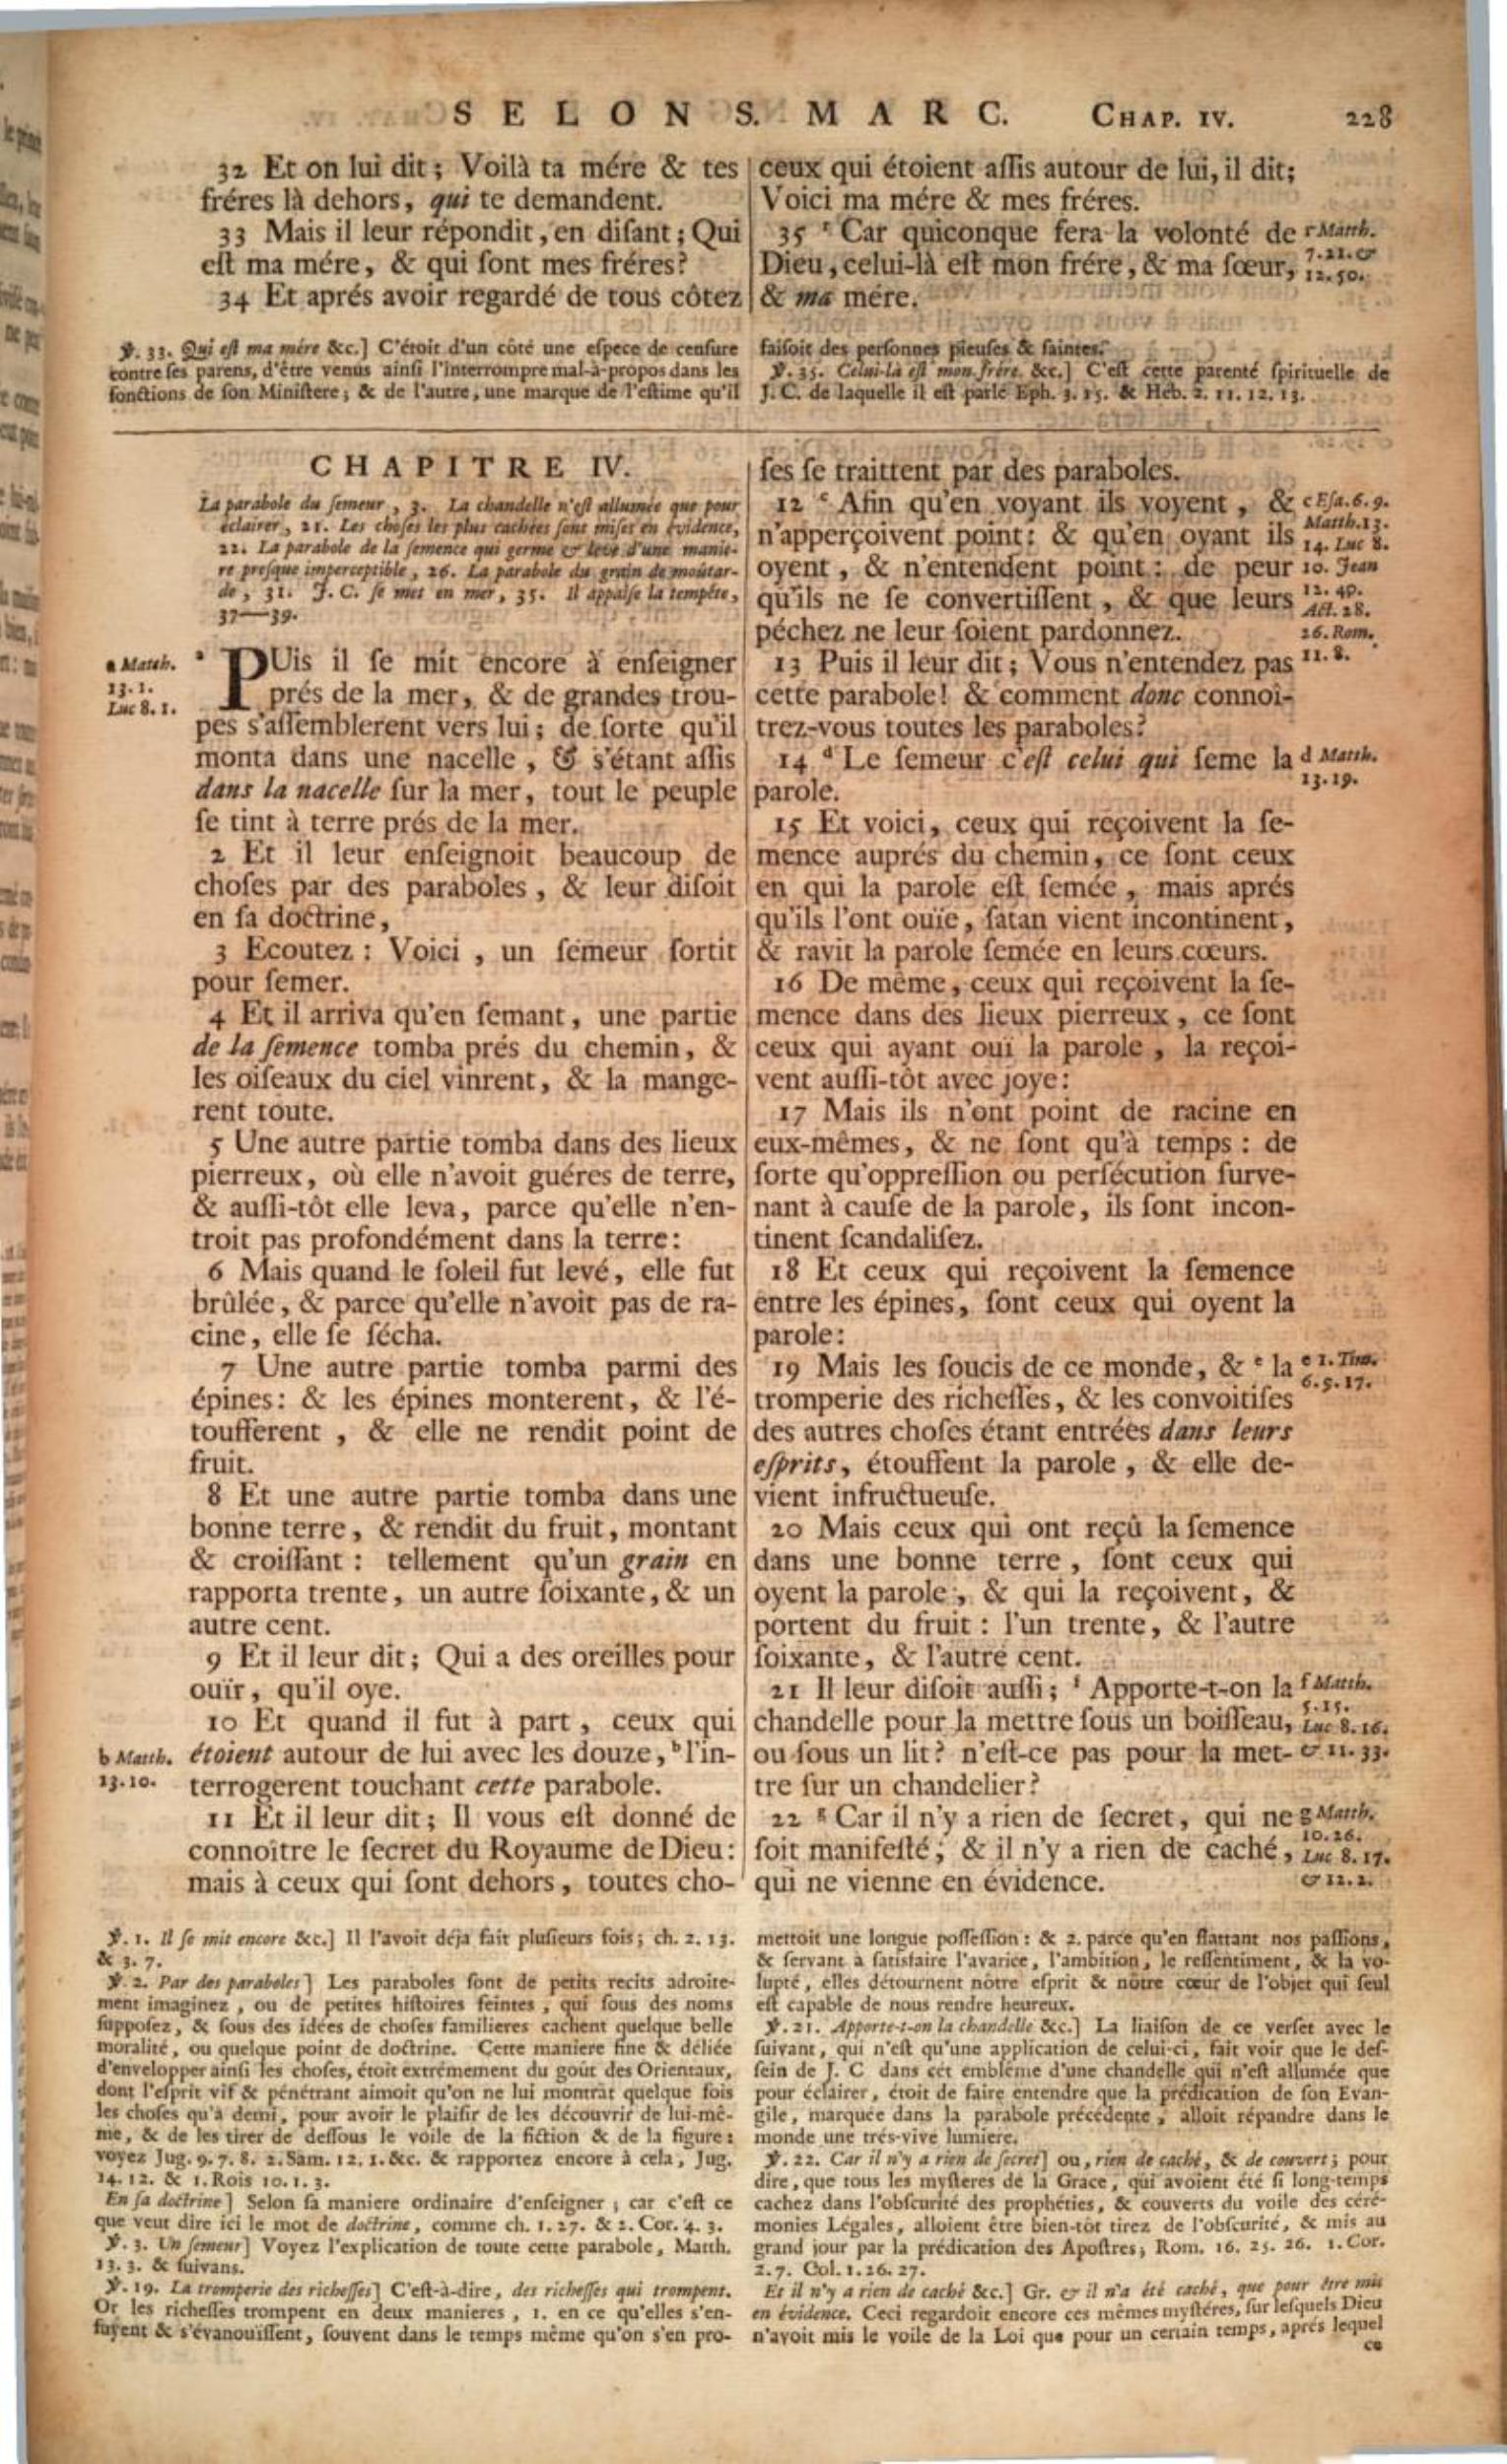 SELON S. MARC. CHAP. IV. 228
32 Et on lui dit; Voilà ta mére & tes
fréres là dehors, qui te demandent.
33 Mais il leur répondit, en diſant; Qui
eſt ma mére, & qui ſont mes fréres?
34 Et aprés avoir regardé de tous côtez
ceux qui étoient aſſis autour de lui, il dit;
Voici ma mére & mes fréres.
35 r Car quiconque fera la volonté de
Dieu, celui-là eſt mon frére, & ma ſœur,
& ma mére.
r Matth.
7.21. &
12.50.
℣. 33. Qui eſt ma mére &c.] C'étoit d'un côté une eſpece de cenſure
contre ſes parens, d'être venus ainſi l'interrompre mal-à-propos dans les
fonctions de ſon Miniſtere; & de l'autre, une marque de l'eſtime qu'il
faiſoit des perſonnes pieuſes & ſaintes.
℣. 35. Celui-là eſt mon frére. &c.] C'eſt cette parenté ſpirituelle de
J. C. de laquelle il eſt parlé Eph. 3. 15. & Héb. 2. 11. 12. 13.
CHAPITRE IV.
La parabole du ſemeur, 3. La chandelle n'eſt allumée que pour
éclairer, 21. Les choſes les plus cachées ſont miſes en évidence,
22. La parabole de la ſemence qui germe & leve d'une manie-
re preſque imperceptible, 26. La parabole du grain de moûtar-
de, 31. J. C. ſe met en mer, 35. Il appaiſe la tempête,
37—39.
a Matth.
13. 1.
Luc 8. 1.
a PUis il ſe mit encore à enſeigner
prés de la mer, & de grandes trou-
pes s'aſſemblerent vers lui; de ſorte qu'il
monta dans une nacelle, & s'étant aſſis
dans la nacelle ſur la mer, tout le peuple
ſe tint à terre prés de la mer.
2 Et il leur enſeignoit beaucoup de
choſes par des paraboles, & leur diſoit
en ſa doctrine,
3 Ecoutez: Voici, un ſemeur ſortit
pour ſemer.
4 Et il arriva qu'en ſemant, une partie
de la ſemence tomba prés du chemin, &
les oiſeaux du ciel vinrent, & la mange-
rent toute.
5 Une autre partie tomba dans des lieux
pierreux, où elle n'avoit guéres de terre,
& auſſi-tôt elle leva, parce qu'elle n'en-
troit pas profondément dans la terre:
6 Mais quand le ſoleil fut levé, elle fut
brûlée, & parce qu'elle n'avoit pas de ra-
cine, elle ſe ſécha.
7 Une autre partie tomba parmi des
épines: & les épines monterent, & l'é-
toufferent, & elle ne rendit point de
fruit.
8 Et une autre partie tomba dans une
bonne terre, & rendit du fruit, montant
& croiſſant: tellement qu'un grain en
rapporta trente, un autre ſoixante, & un
autre cent.
9 Et il leur dit; Qui a des oreilles pour
ouïr, qu'il oye.
10 Et quand il fut à part, ceux qui
étoient autour de lui avec les douze, b l'in-
terrogerent touchant cette parabole.
b Matth.
13. 10.
11 Et il leur dit; Il vous eſt donné de
connoître le ſecret du Royaume de Dieu:
mais à ceux qui ſont dehors, toutes cho-
ſes ſe traittent par des paraboles.
12 c Afin qu'en voyant ils voyent, &
n'apperçoivent point: & qu'en oyant ils
oyent, & n'entendent point: de peur
qu'ils ne ſe convertiſſent, & que leurs
péchez ne leur ſoient pardonnez.
c Eſa. 6. 9.
Matth. 13.
14. Luc 8.
10. Jean
12. 40.
Act. 28.
26. Rom.
11. 8.
13 Puis il leur dit; Vous n'entendez pas
cette parabole! & comment donc connoî-
trez-vous toutes les paraboles?
14 d Le ſemeur c'eſt celui qui ſeme la
parole.
d Matth.
13. 19.
15 Et voici, ceux qui reçoivent la ſe-
mence auprés du chemin, ce ſont ceux
en qui la parole eſt ſemée, mais aprés
qu'ils l'ont ouïe, ſatan vient incontinent,
& ravit la parole ſemée en leurs cœurs.
16 De même, ceux qui reçoivent la ſe-
mence dans des lieux pierreux, ce ſont
ceux qui ayant ouï la parole, la reçoi-
vent auſſi-tôt avec joye:
17 Mais ils n'ont point de racine en
eux-mêmes, & ne ſont qu'à temps: de
ſorte qu'oppreſſion ou perſécution ſurve-
nant à cauſe de la parole, ils ſont incon-
tinent ſcandaliſez.
18 Et ceux qui reçoivent la ſemence
entre les épines, ſont ceux qui oyent la
parole:
19 Mais les ſoucis de ce monde, & e la
tromperie des richeſſes, & les convoitiſes
des autres choſes étant entrées dans leurs
eſprits, étouffent la parole, & elle de-
vient infructueuſe.
e 1. Tim.
6. 9. 17.
20 Mais ceux qui ont reçû la ſemence
dans une bonne terre, ſont ceux qui
oyent la parole, & qui la reçoivent, &
portent du fruit: l'un trente, & l'autre
ſoixante, & l'autre cent.
21 Il leur diſoit auſſi; f Apporte-t-on la
chandelle pour la mettre ſous un boiſſeau,
ou ſous un lit? n'eſt-ce pas pour la met-
tre ſur un chandelier?
f Matth.
5. 15.
Luc 8. 16.
& 11. 33.
22 g Car il n'y a rien de ſecret, qui ne
ſoit manifeſté; & il n'y a rien de caché,
qui ne vienne en évidence.
g Matth.
10. 26.
Luc 8. 17.
& 12. 2.
℣. 1. Il ſe mit encore &c.] Il l'avoit déja fait pluſieurs fois; ch. 2. 13.
& 3. 7.
℣. 2. Par des paraboles] Les paraboles ſont de petits recits adroite-
ment imaginez, ou de petites hiſtoires feintes, qui ſous des noms
ſuppoſez, & ſous des idées de choſes familieres cachent quelque belle
moralité, ou quelque point de doctrine. Cette maniere fine & déliée
d'envelopper ainſi les choſes, étoit extrémement du goût des Orientaux,
dont l'eſprit vif & pénétrant aimoit qu'on ne lui montrât quelque fois
les choſes qu'à demi, pour avoir le plaiſir de les découvrir de lui-mê-
me, & de les tirer de deſſous le voile de la fiction & de la figure:
voyez Jug. 9. 7. 8. 2. Sam. 12. 1. &c. & rapportez encore à cela, Jug.
14. 12. & 1. Rois 10. 1. 3.
En ſa doctrine] Selon ſa maniere ordinaire d'enſeigner; car c'eſt ce
que veut dire ici le mot de doctrine, comme ch. 1. 27. & 2. Cor. 4. 3.
℣. 3. Un ſemeur] Voyez l'explication de toute cette parabole, Matth.
13. 3. & ſuivans.
℣. 19. La tromperie des richeſſes] C'eſt-à-dire, des richeſſes qui trompent.
Or les richeſſes trompent en deux manieres, 1. en ce qu'elles s'en-
fuyent & s'évanouïſſent, ſouvent dans le temps même qu'on s'en pro-
mettoit une longue poſſeſſion: & 2. parce qu'en flattant nos paſſions,
& ſervant à ſatisfaire l'avarice, l'ambition, le reſſentiment, & la vo-
lupté, elles détournent nôtre eſprit & nôtre cœur de l'objet qui ſeul
eſt capable de nous rendre heureux.
℣. 21. Apporte-t-on la chandelle &c.] La liaiſon de ce verſet avec le
ſuivant, qui n'eſt qu'une application de celui-ci, fait voir que le deſ-
ſein de J. C dans cét embléme d'une chandelle qui n'eſt allumée que
pour éclairer, étoit de faire entendre que la prédication de ſon Evan-
gile, marquée dans la parabole précédente, alloit répandre dans le
monde une trés-vive lumiere.
℣. 22. Car il n'y a rien de ſecret] ou, rien de caché, & de couvert; pour
dire, que tous les myſteres de la Grace, qui avoient été ſi long-temps
cachez dans l'obſcurité des prophéties, & couverts du voile des céré-
monies Légales, alloient être bien-tôt tirez de l'obſcurité, & mis au
grand jour par la prédication des Apoſtres; Rom. 16. 25. 26. 1. Cor.
2. 7. Col. 1. 26. 27.
Et il n'y a rien de caché &c.] Gr. & il n'a été caché, que pour être mis
en évidence. Ceci regardoit encore ces mêmes myſtéres, ſur leſquels Dieu
n'avoit mis le voile de la Loi que pour un certain temps, aprés lequel
ce